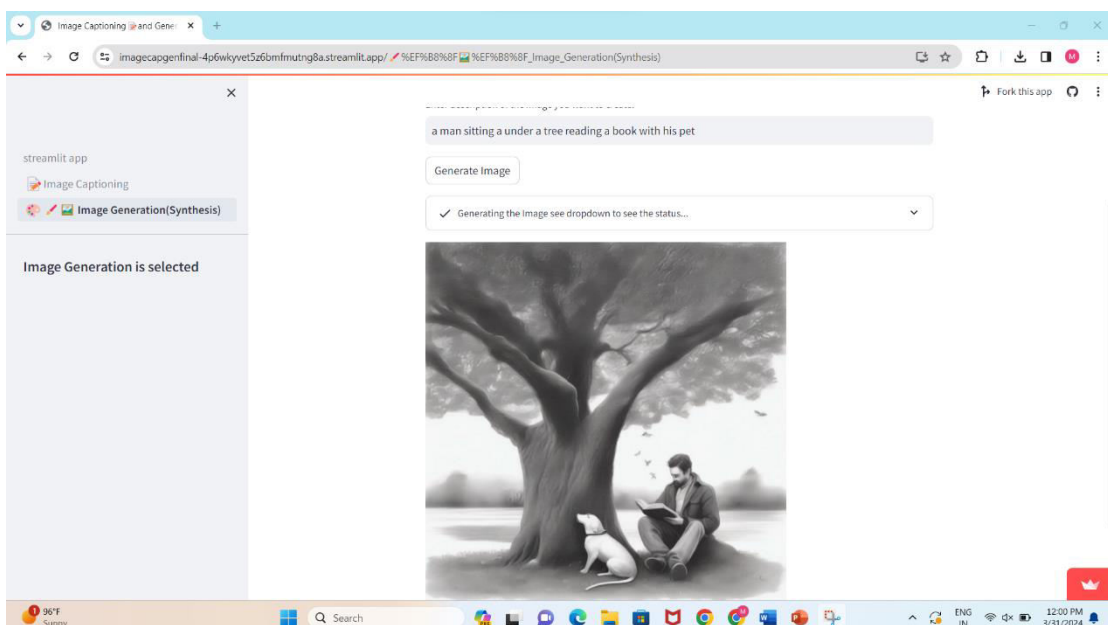 Image Captioning 📝and Gene
imagecapgenfinal-4p6wkyvet5z6bmfmutng8a.streamlit.app/🖌%EF%B8%8F🖼%EF%B8%8F_Image_Generation(Synthesis)
M
Fork this app
streamlit app
📝Image Captioning
🎨 🖌 🖼 Image Generation(Synthesis)
Image Generation is selected
a man sitting a under a tree reading a book with his pet
Generate Image
Generating the Image see dropdown to see the status...
1
96°F
Sunny
Search
ENG
IN
12:00 PM
3/31/2024